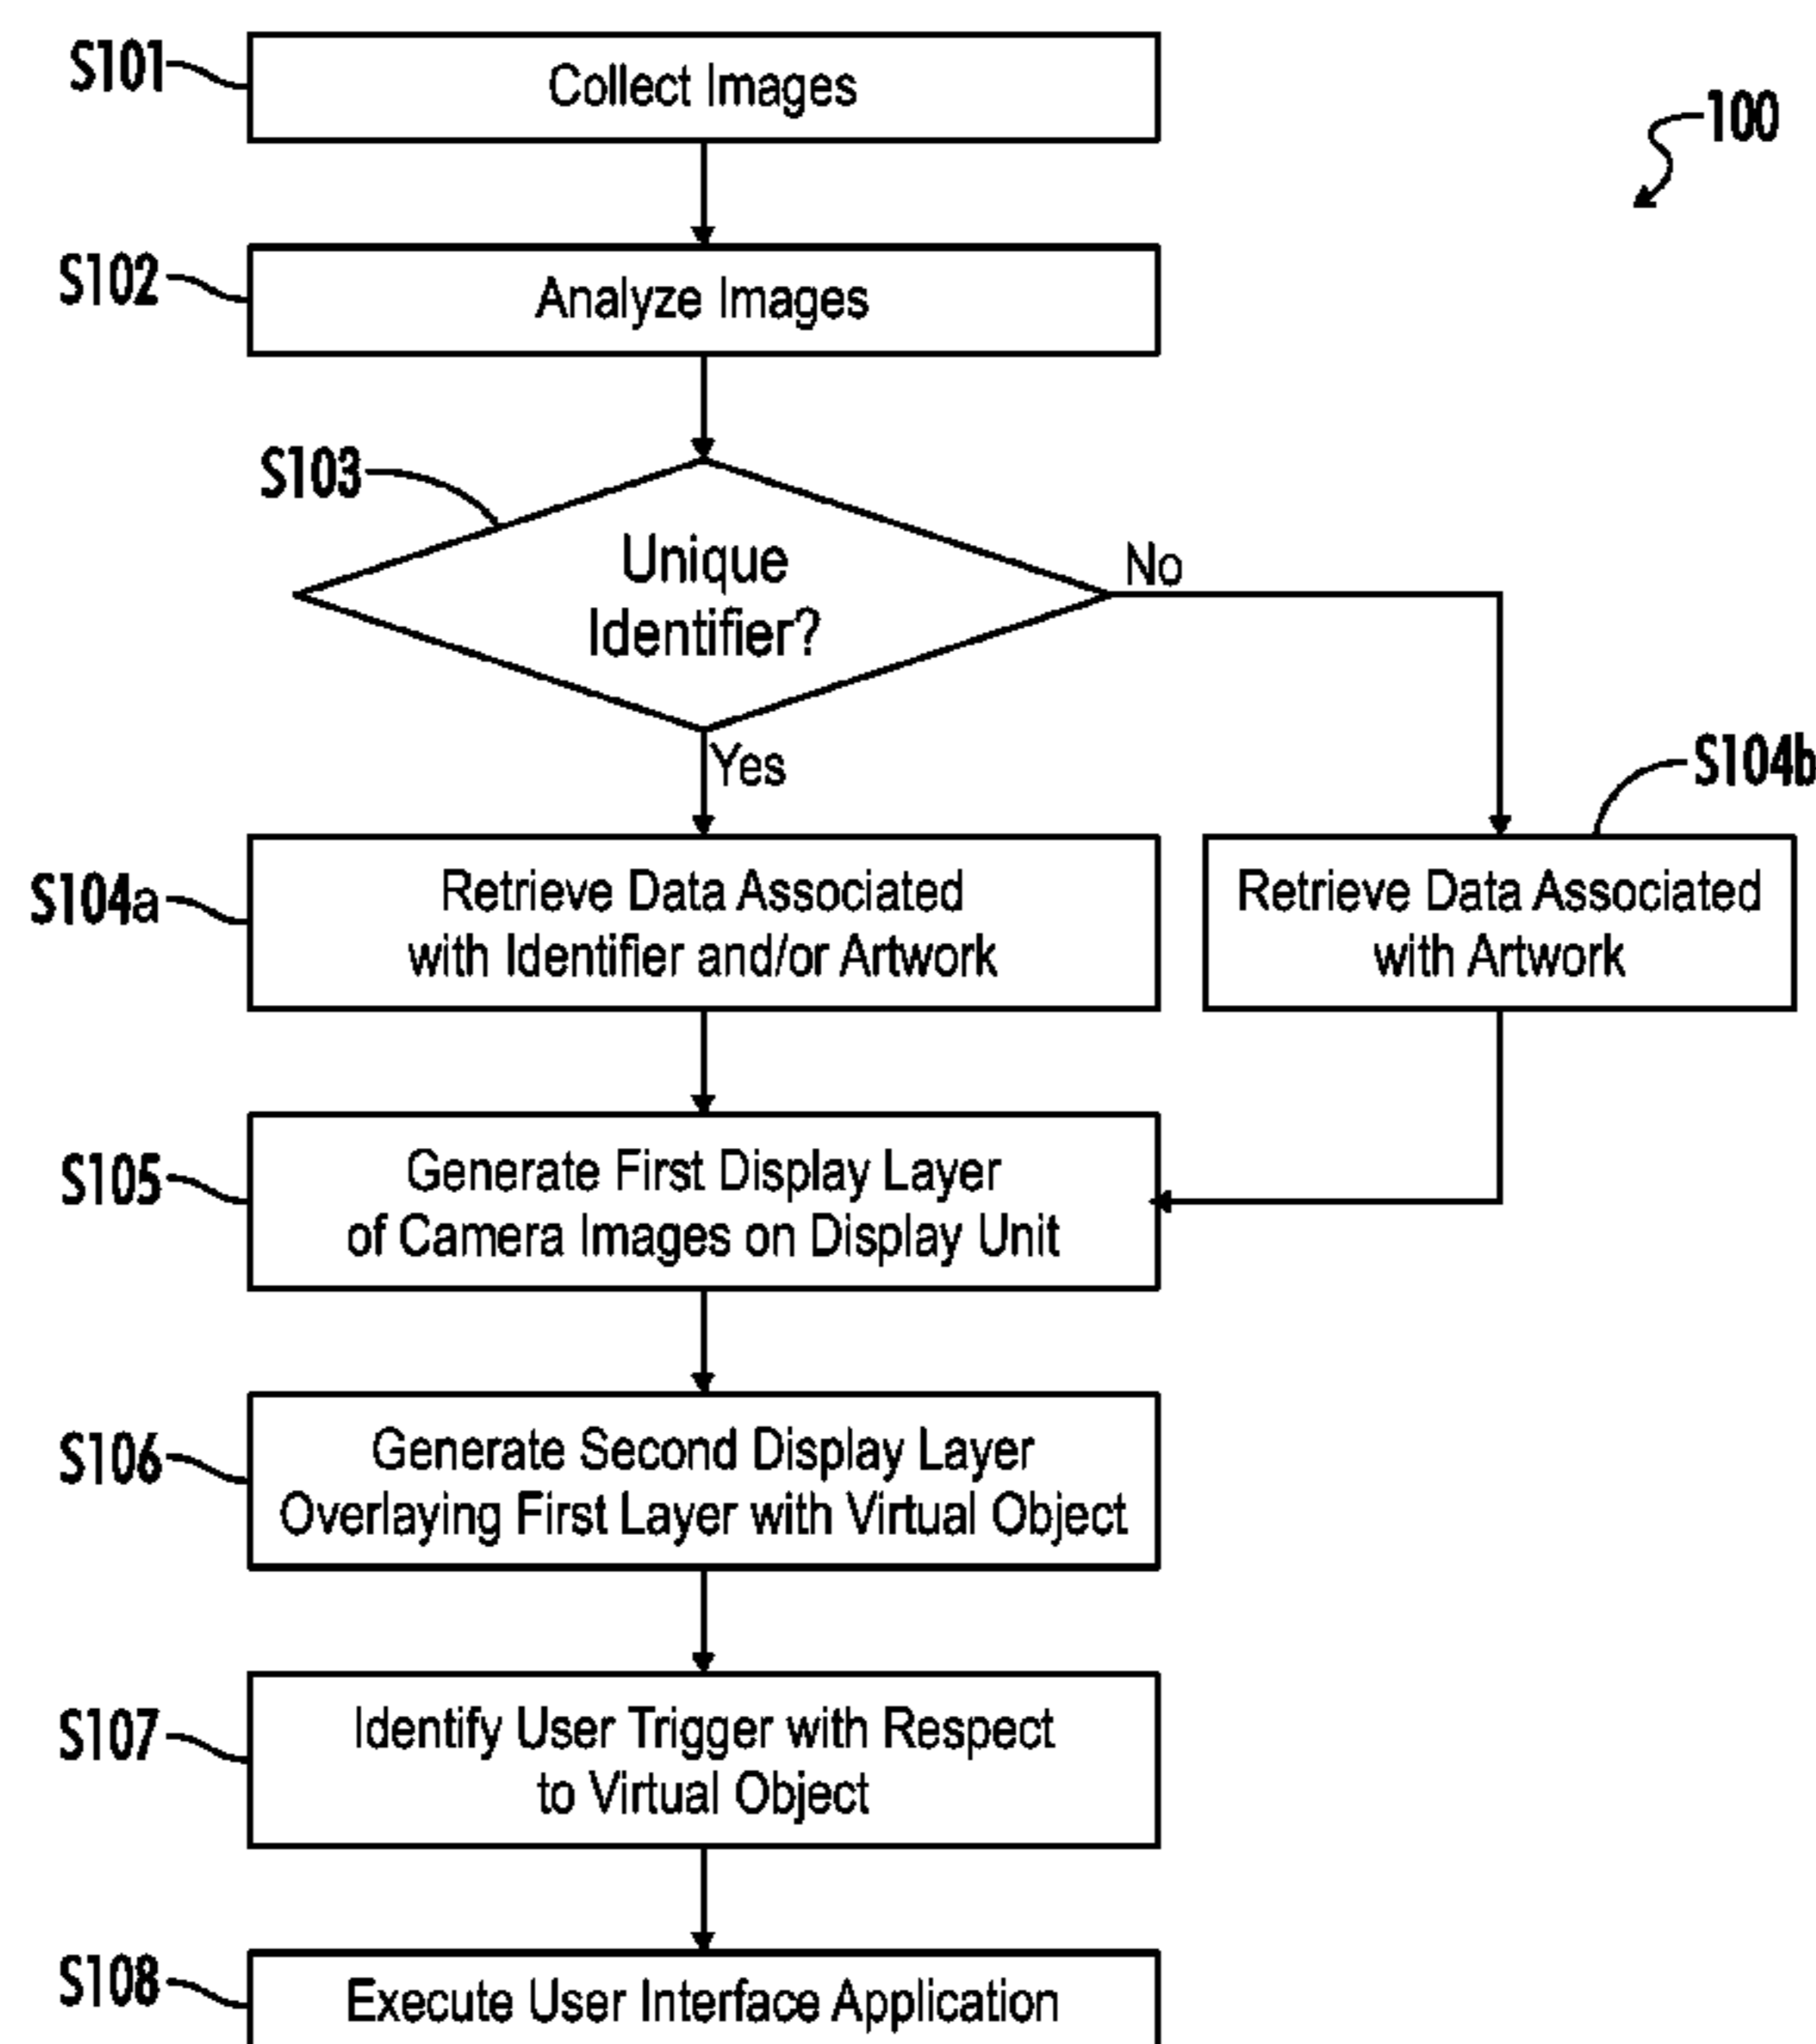 S101
Collect Images
100
S102
Analyze Images
S103
Unique
Identifier?
No
Yes
S104b
S104a
Retrieve Data Associated
with Identifier and/or Artwork
Retrieve Data Associated
with Artwork
S105
Generate First Display Layer
of Camera Images on Display Unit
S106
Generate Second Display Layer
Overlaying First Layer with Virtual Object
S107
Identify User Trigger with Respect
to Virtual Object
S108
Execute User Interface Application